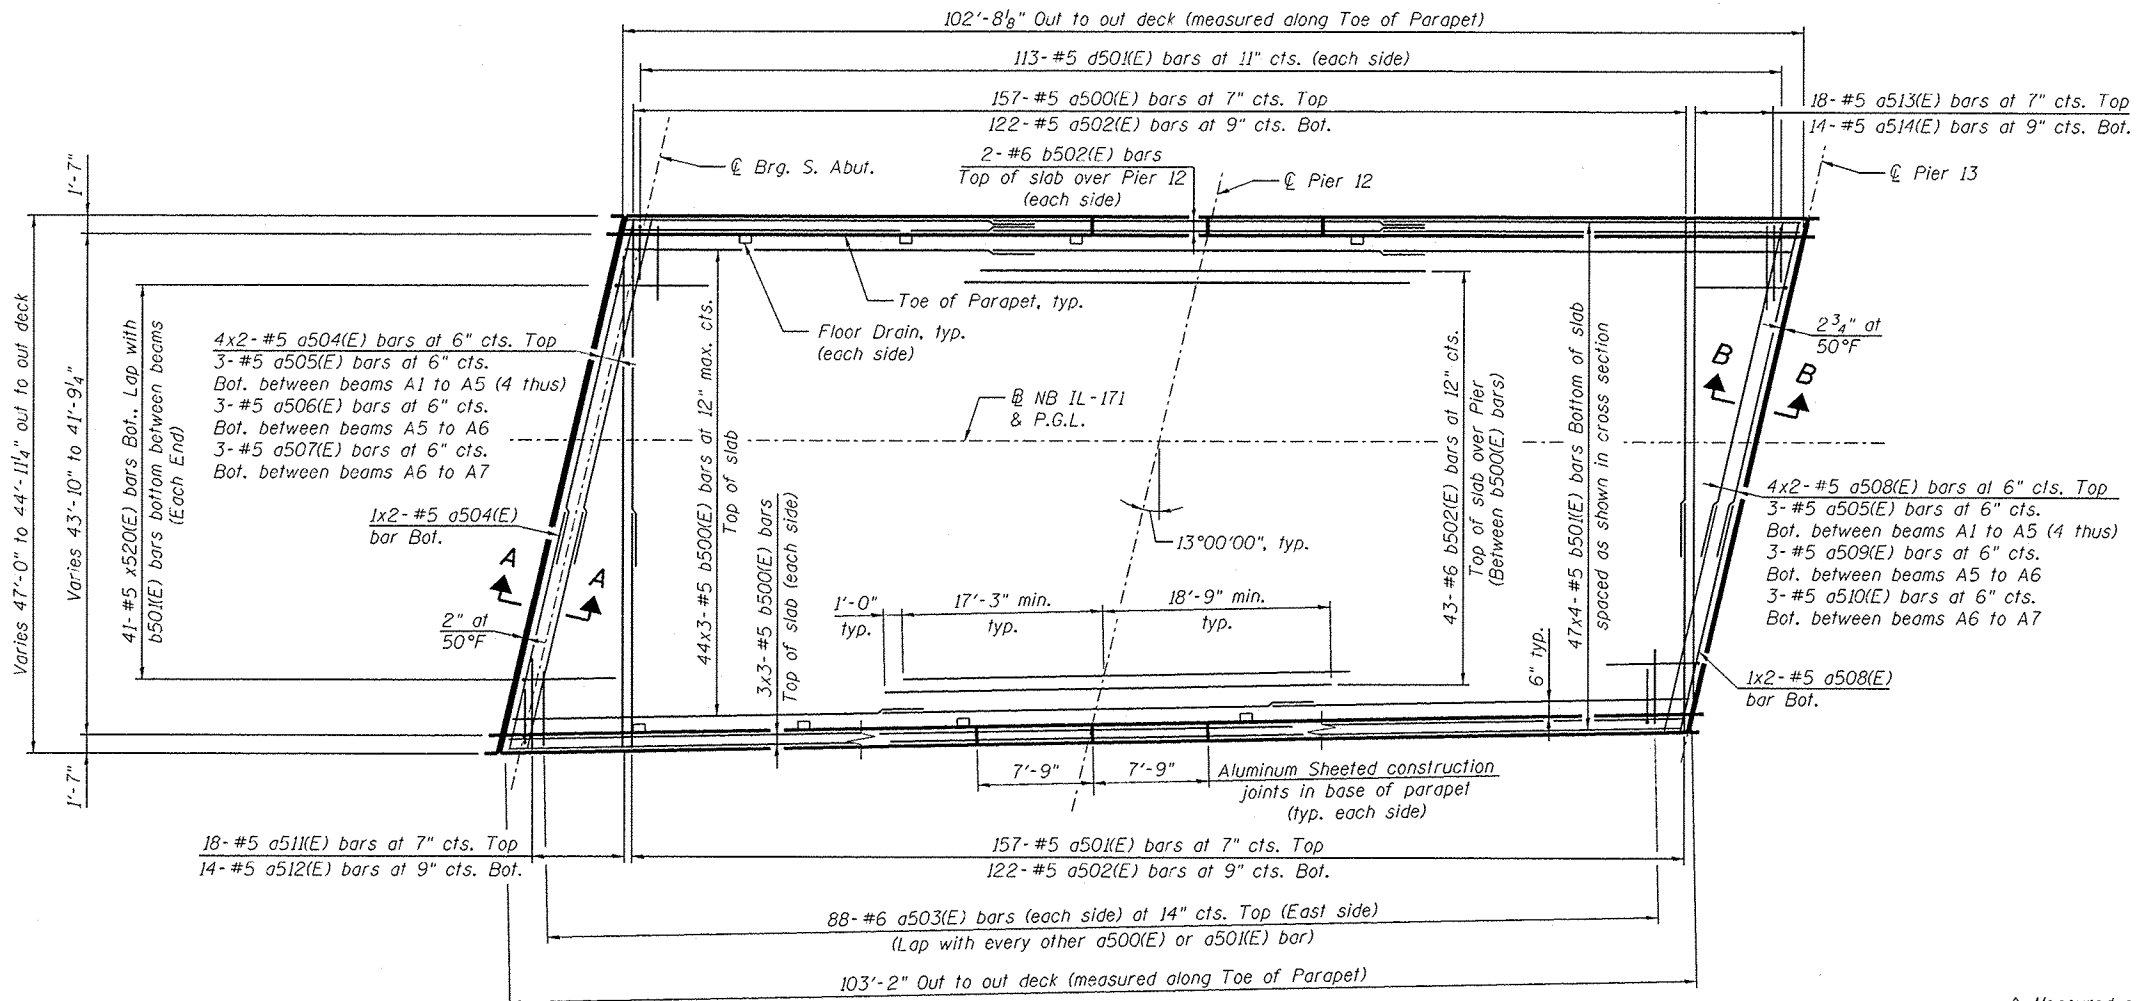 102'-8 1/8" Out to out deck (measured along Toe of Parapet)
113- #5 d501(E) bars at 11" cts. (each side)
157- #5 a500(E) bars at 7" cts. Top
122- #5 a502(E) bars at 9" cts. Bot.
18- #5 a513(E) bars at 7" cts. Top
14- #5 a514(E) bars at 9" cts. Bot.
2- #6 b502(E) bars
Top of slab over Pier 12
(each side)
℄ Brg. S. Abut.
℄ Pier 12
℄ Pier 13
1'-7"
Varies 47'-0" to 44'-11 1/4" out to out deck
Varies 43'-10" to 41'-9 1/4"
1'-7"
41- #5 x520(E) bars Bot., Lap with
b501(E) bars bottom between beams
(Each End)
4x2- #5 a504(E) bars at 6" cts. Top
3- #5 a505(E) bars at 6" cts.
Bot. between beams A1 to A5 (4 thus)
3- #5 a506(E) bars at 6" cts.
Bot. between beams A5 to A6
3- #5 a507(E) bars at 6" cts.
Bot. between beams A6 to A7
1x2- #5 a504(E)
bar Bot.
A
A
2" at
50°F
Toe of Parapet, typ.
Floor Drain, typ.
(each side)
44x3- #5 b500(E) bars at 12" max. cts.
Top of slab
3x3- #5 b500(E) bars
Top of slab (each side)
NB IL-171
& P.G.L.
13°00'00", typ.
1'-0"
typ.
17'-3" min.
typ.
18'-9" min.
typ.
43- #6 b502(E) bars at 12" cts.
Top of slab over Pier
(Between b500(E) bars)
6" typ.
47x4- #5 b501(E) bars Bottom of slab
spaced as shown in cross section
B
B
2 3/4" at
50°F
4x2- #5 a508(E) bars at 6" cts. Top
3- #5 a505(E) bars at 6" cts.
Bot. between beams A1 to A5 (4 thus)
3- #5 a509(E) bars at 6" cts.
Bot. between beams A5 to A6
3- #5 a510(E) bars at 6" cts.
Bot. between beams A6 to A7
1x2- #5 a508(E)
bar Bot.
7'-9"
7'-9"
Aluminum Sheeted construction
joints in base of parapet
(typ. each side)
18- #5 a511(E) bars at 7" cts. Top
14- #5 a512(E) bars at 9" cts. Bot.
157- #5 a501(E) bars at 7" cts. Top
122- #5 a502(E) bars at 9" cts. Bot.
88- #6 a503(E) bars (each side) at 14" cts. Top (East side)
(Lap with every other a500(E) or a501(E) bar)
103'-2" Out to out deck (measured along Toe of Parapet)